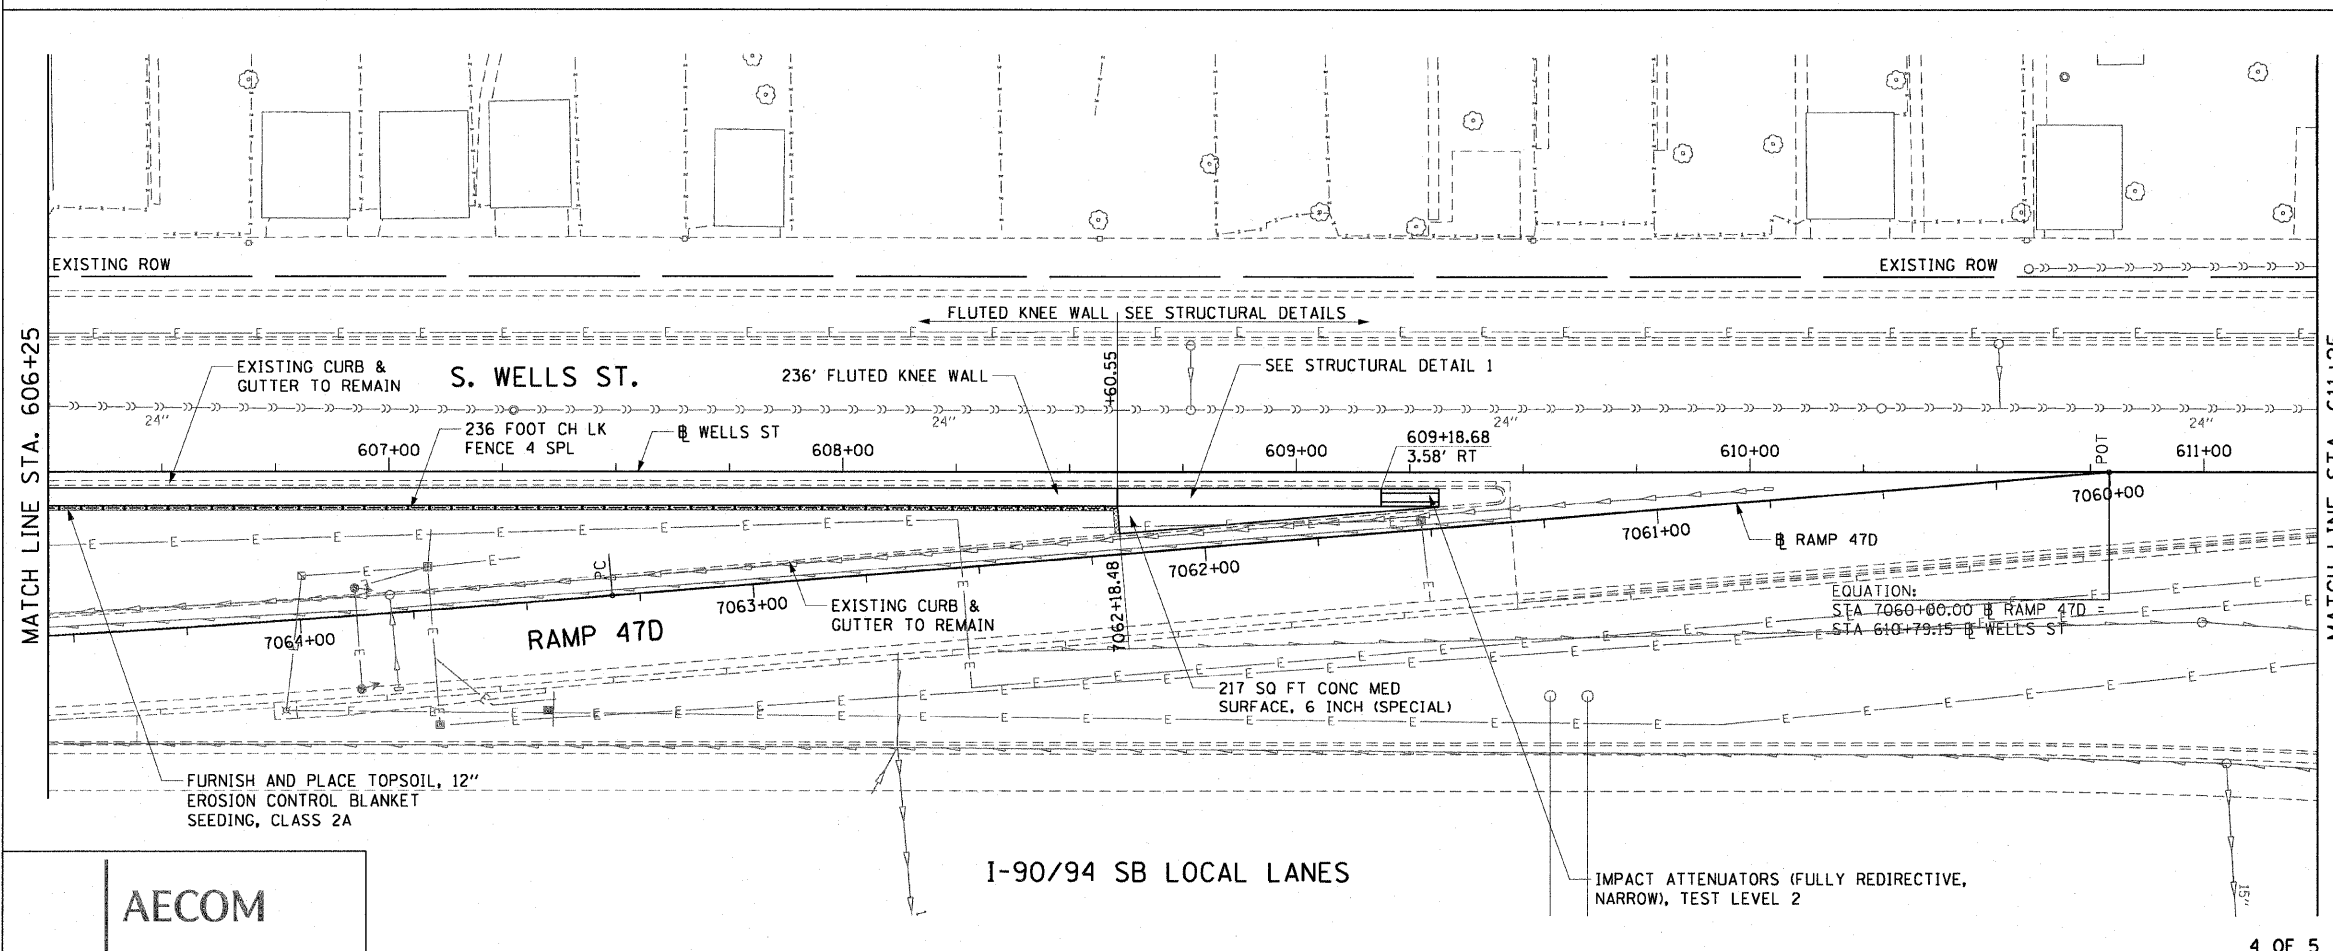 EXISTING ROW
EXISTING ROW
FLUTED KNEE WALL
SEE STRUCTURAL DETAILS
MATCH LINE STA. 606+25
EXISTING CURB &
GUTTER TO REMAIN
S. WELLS ST.
236' FLUTED KNEE WALL
+60.55
SEE STRUCTURAL DETAIL 1
24"
24"
24"
24"
236 FOOT CH LK
FENCE 4 SPL
℄ WELLS ST
607+00
608+00
609+00
609+18.68
3.58' RT
610+00
POT
611+00
7060+00
7061+00
℄ RAMP 47D
7062+00
7062+18.48
PC
7063+00
7064+00
RAMP 47D
EXISTING CURB &
GUTTER TO REMAIN
EQUATION:
STA 7060+00.00 ℄ RAMP 47D =
STA 610+79.15 ℄ WELLS ST
217 SQ FT CONC MED
SURFACE, 6 INCH (SPECIAL)
FURNISH AND PLACE TOPSOIL, 12"
EROSION CONTROL BLANKET
SEEDING, CLASS 2A
I-90/94 SB LOCAL LANES
IMPACT ATTENUATORS (FULLY REDIRECTIVE,
NARROW), TEST LEVEL 2
15"
AECOM
4 OF 5